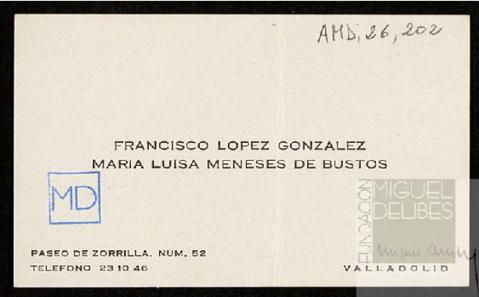 AMD, 26, 202
FRANCISCO LOPEZ GONZALEZ
MARIA LUISA MENESES DE BUSTOS
MD
FUNDACIÓN
MIGUEL
DELIBES
PASEO DE ZORRILLA, NUM, 52
TELEFONO 23 10 46
VALLADOLID